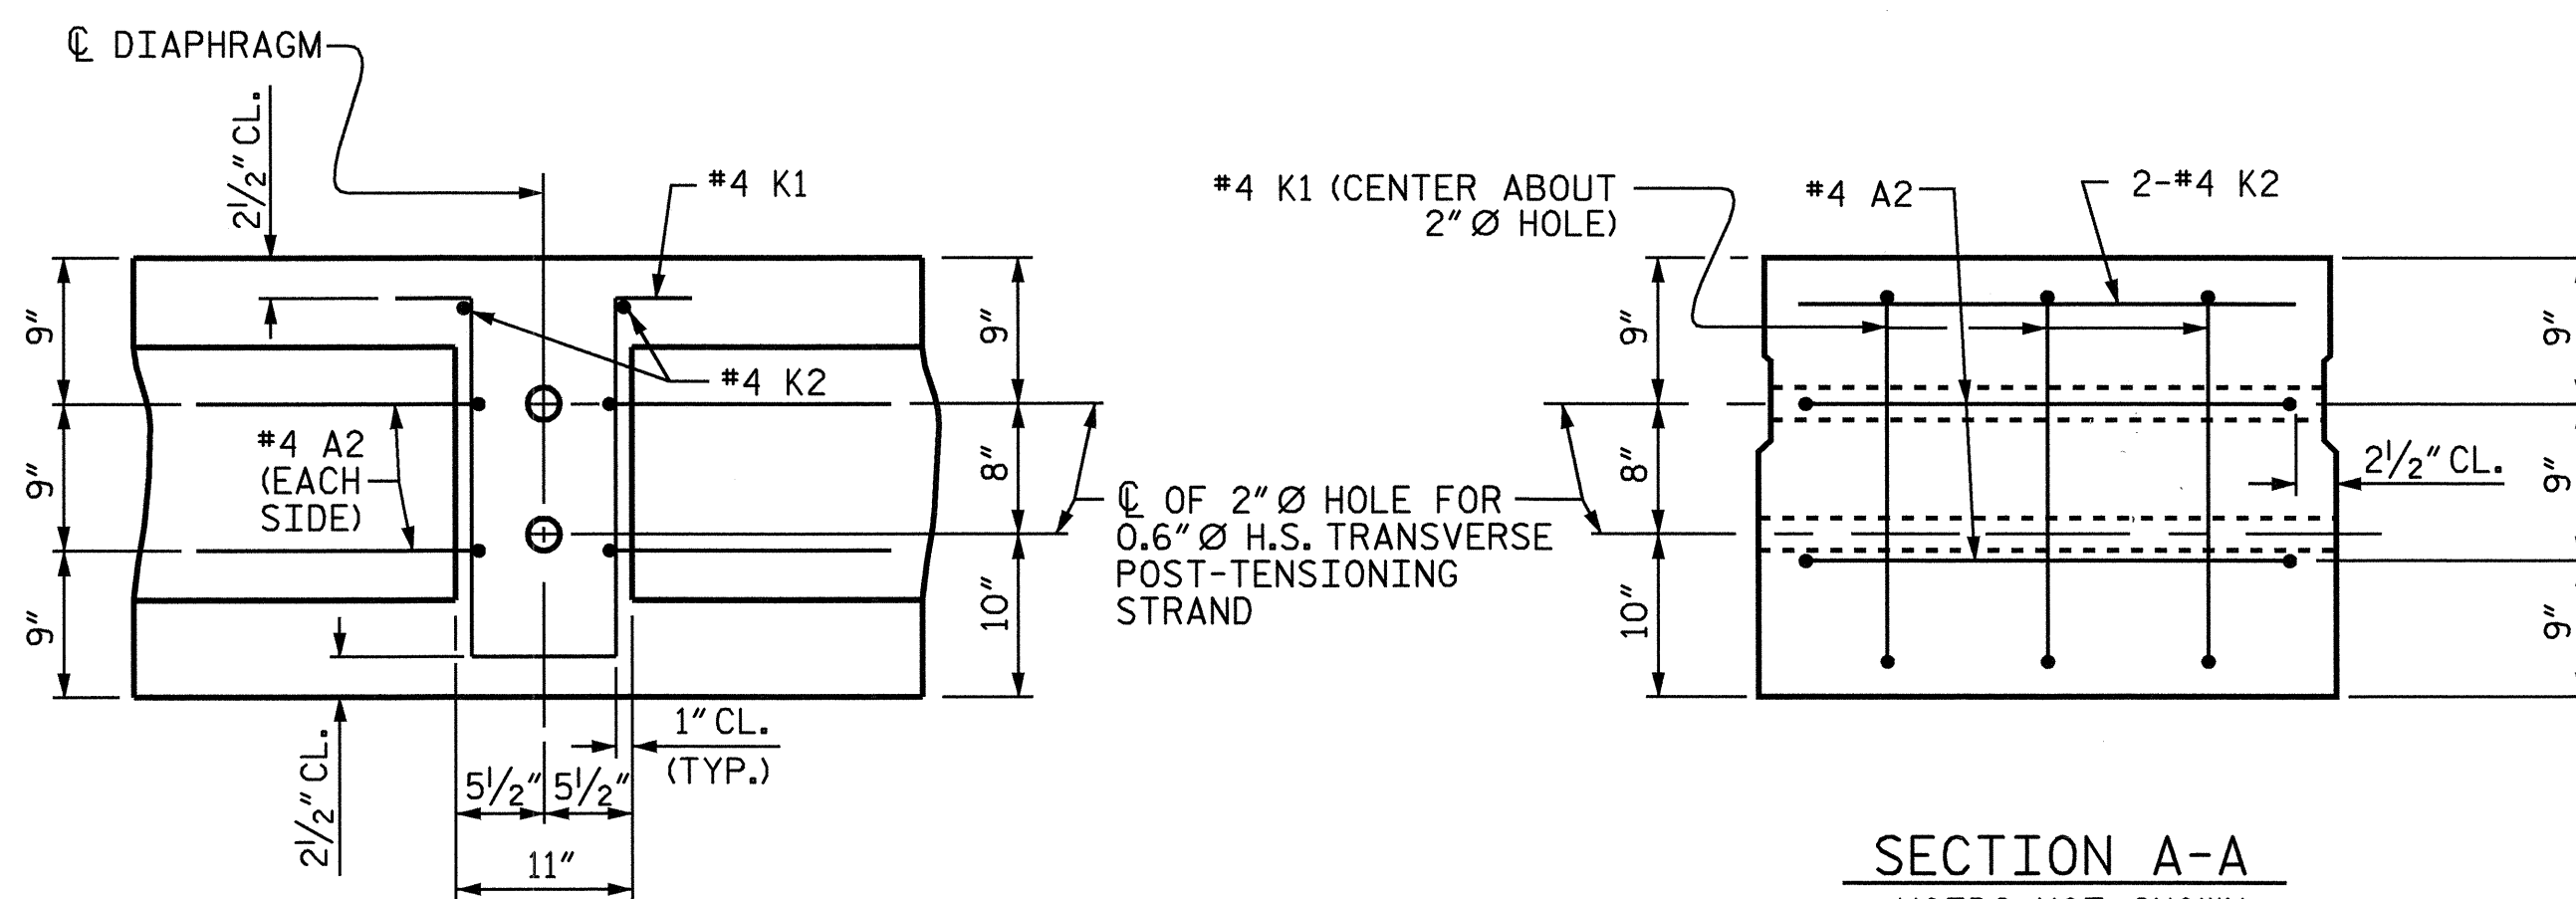 ℄ DIAPHRAGM
2½" CL.
#4 K1
9"
9"
#4 K2
#4 A2
(EACH
SIDE)
9"
8"
9"
10"
℄ OF 2"Ø HOLE FOR
0.6"Ø H.S. TRANSVERSE
POST-TENSIONING
STRAND
1" CL.
(TYP.)
2½" CL.
5½"
5½"
11"
#4 K1 (CENTER ABOUT
2"Ø HOLE)
#4 A2
2-#4 K2
9"
9"
8"
2½" CL.
9"
10"
9"
SECTION A-A